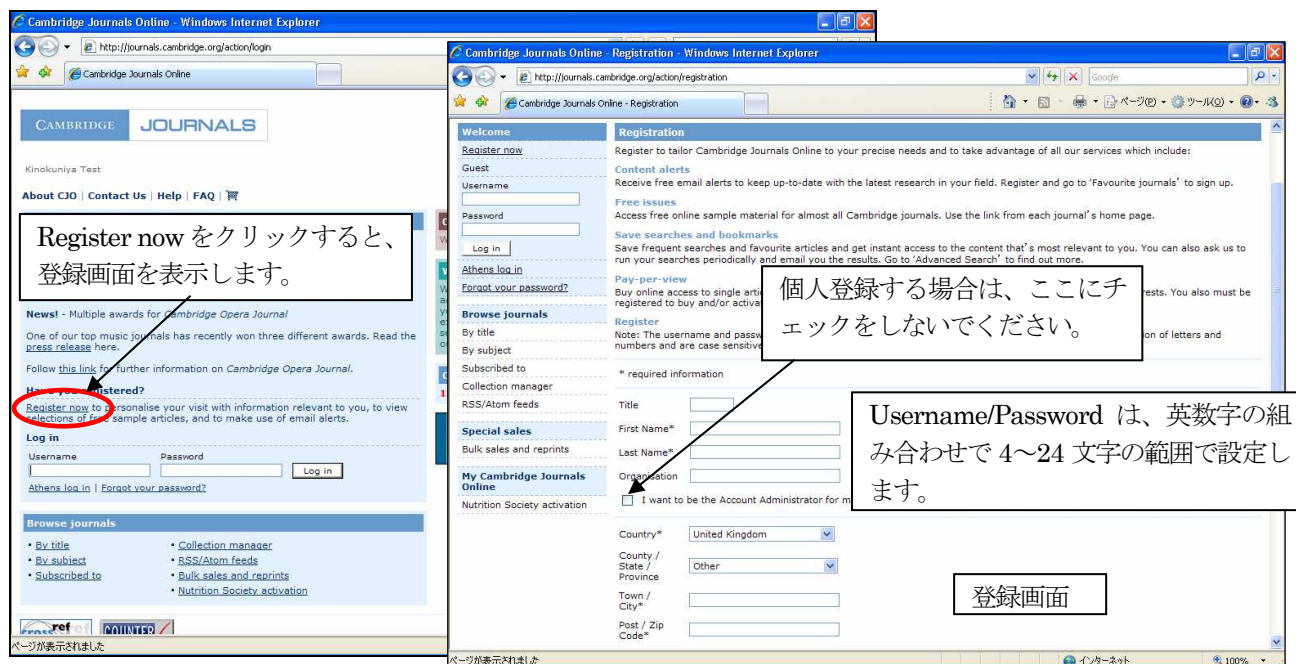 Cambridge Journals Online - Windows Internet Explorer
http://journals.cambridge.org/action/login
Cambridge Journals Online
CAMBRIDGE JOURNALS
Kinokuniya Test
About CJO | Contact Us | Help | FAQ |
Register now をクリックすると、
登録画面を表示します。
News! - Multiple awards for Cambridge Opera Journal
One of our top music journals has recently won three different awards. Read the
press release here.
Follow this link for further information on Cambridge Opera Journal.
Have you registered?
Register now to personalise your visit with information relevant to you, to view
selections of free sample articles, and to make use of email alerts.
Log in
Username Password
Log in
Athens log in | Forgot your password?
Browse journals
• By title
• By subject
• Subscribed to
• Collection manager
• RSS/Atom feeds
• Bulk sales and reprints
• Nutrition Society activation
cross ref
COUNTER
ページが表示されました
Cambridge Journals Online - Registration - Windows Internet Explorer
http://journals.cambridge.org/action/registration
Google
Cambridge Journals Online - Registration
ページ(P) ツール(O)
Welcome
Register now
Guest
Username
Password
Log in
Athens log in
Forgot your password?
Browse journals
By title
By subject
Subscribed to
Collection manager
RSS/Atom feeds
Special sales
Bulk sales and reprints
My Cambridge Journals
Online
Nutrition Society activation
Registration
Register to tailor Cambridge Journals Online to your precise needs and to take advantage of all our services which include:
Content alerts
Receive free email alerts to keep up-to-date with the latest research in your field. Register and go to 'Favourite journals' to sign up.
Free issues
Access free online sample material for almost all Cambridge journals. Use the link from each journal's home page.
Save searches and bookmarks
Save frequent searches and favourite articles and get instant access to the content that's most relevant to you. You can also ask us to
run your searches periodically and email you the results. Go to 'Advanced Search' to find out more.
Pay-per-view
Buy online access to single arti rests. You also must be
registered to buy and/or activa
Register
Note: The username and passw on of letters and
numbers and are case sensitive
個人登録する場合は、ここにチ
ェックをしないでください。
* required information
Title
First Name*
Last Name*
Organisation
I want to be the Account Administrator for m
Username/Password は、英数字の組
み合わせで 4～24 文字の範囲で設定し
ます。
Country* United Kingdom
County /
State /
Province
Other
Town /
City*
Post / Zip
Code*
登録画面
ページが表示されました
インターネット 100%